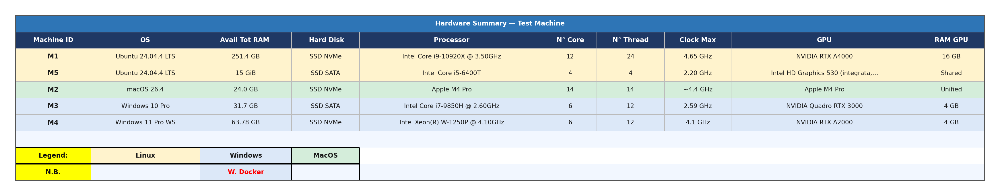 Hardware Summary — Test Machine
Machine ID OS Avail Tot RAM Hard Disk Processor N° Core N° Thread Clock Max GPU RAM GPU
M1 Ubuntu 24.04.4 LTS 251.4 GB SSD NVMe Intel Core i9-10920X @ 3.50GHz 12 24 4.65 GHz NVIDIA RTX A4000 16 GB
M5 Ubuntu 24.04.4 LTS 15 GiB SSD SATA Intel Core i5-6400T 4 4 2.20 GHz Intel HD Graphics 530 (integrata,... Shared
M2 macOS 26.4 24.0 GB SSD NVMe Apple M4 Pro 14 14 ~4.4 GHz Apple M4 Pro Unified
M3 Windows 10 Pro 31.7 GB SSD SATA Intel Core i7-9850H @ 2.60GHz 6 12 2.59 GHz NVIDIA Quadro RTX 3000 4 GB
M4 Windows 11 Pro WS 63.78 GB SSD NVMe Intel Xeon(R) W-1250P @ 4.10GHz 6 12 4.1 GHz NVIDIA RTX A2000 4 GB
Legend: Linux Windows MacOS
N.B. W. Docker